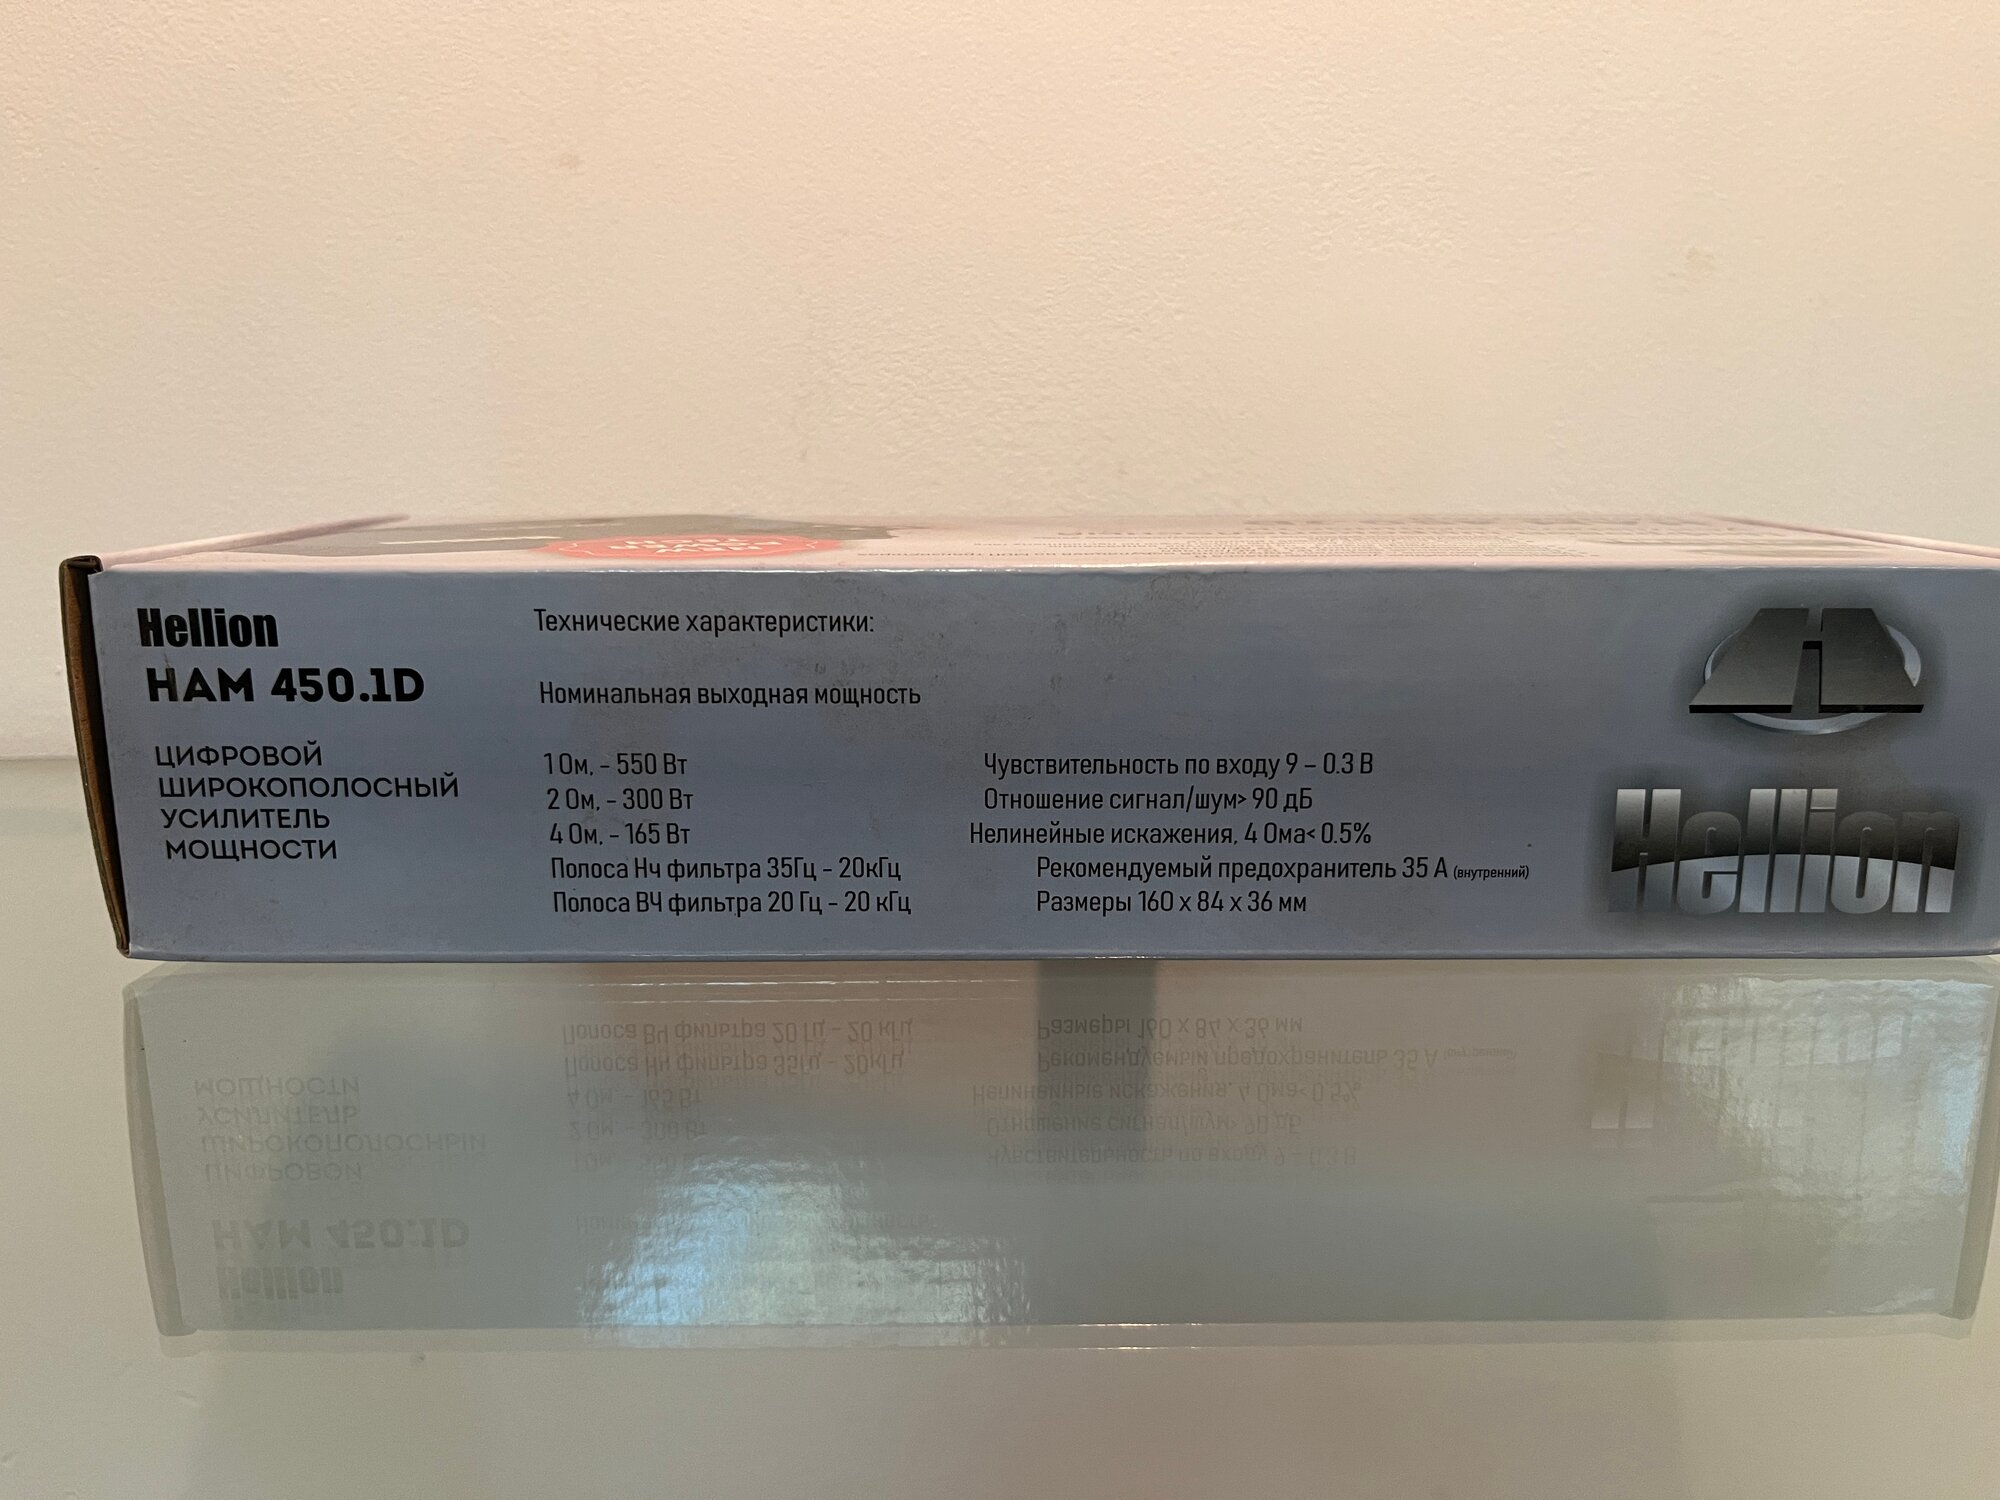 Hellion
HAM 450.1D
ЦИФРОВОЙ
ШИРОКОПОЛОСНЫЙ
УСИЛИТЕЛЬ
МОЩНОСТИ
Технические характеристики:
Номинальная выходная мощность
1 Ом, - 550 Вт
2 Ом, - 300 Вт
4 Ом, - 165 Вт
Полоса Нч фильтра 35Гц - 20кГц
Полоса ВЧ фильтра 20 Гц - 20 кГц
Чувствительность по входу 9 – 0.3 В
Отношение сигнал/шум> 90 дБ
Нелинейные искажения, 4 Ома< 0.5%
Рекомендуемый предохранитель 35 А (внутренний)
Размеры 160 х 84 х 36 мм
Hellion
NEW
POWER
TECH